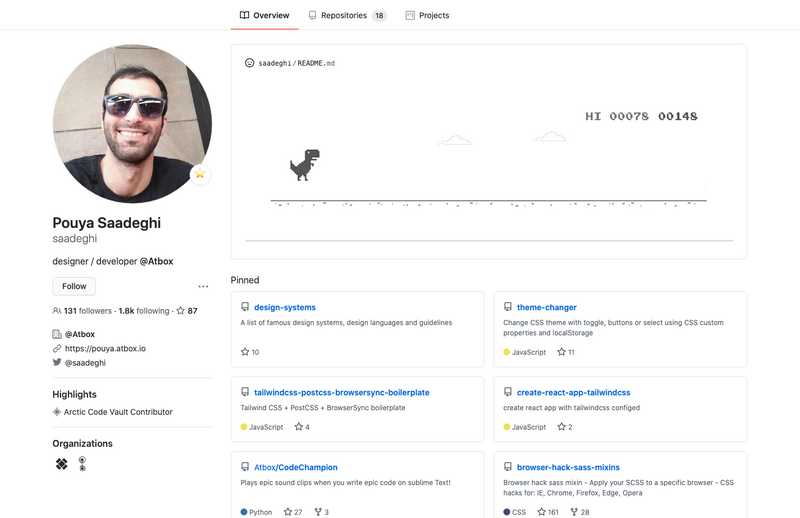 Overview
Repositories 18
Projects
saadeghi/README.md
HI 00078 00148
Pouya Saadeghi
saadeghi
designer / developer @Atbox
Follow
131 followers · 1.8k following · 87
@Atbox
https://pouya.atbox.io
@saadeghi
Highlights
Arctic Code Vault Contributor
Organizations
Pinned
design-systems
A list of famous design systems, design languages and guidelines
10
theme-changer
Change CSS theme with toggle, buttons or select using CSS custom
properties and localStorage
JavaScript 11
tailwindcss-postcss-browsersync-boilerplate
Tailwind CSS + PostCSS + BrowserSync boilerplate
JavaScript 4
create-react-app-tailwindcss
create react app with tailwindcss configed
JavaScript 2
Atbox/CodeChampion
Plays epic sound clips when you write epic code on sublime Text!
Python 27 3
browser-hack-sass-mixins
Browser hack sass mixin - Apply your SCSS to a specific browser - CSS
hacks for: IE, Chrome, Firefox, Edge, Opera
CSS 161 28